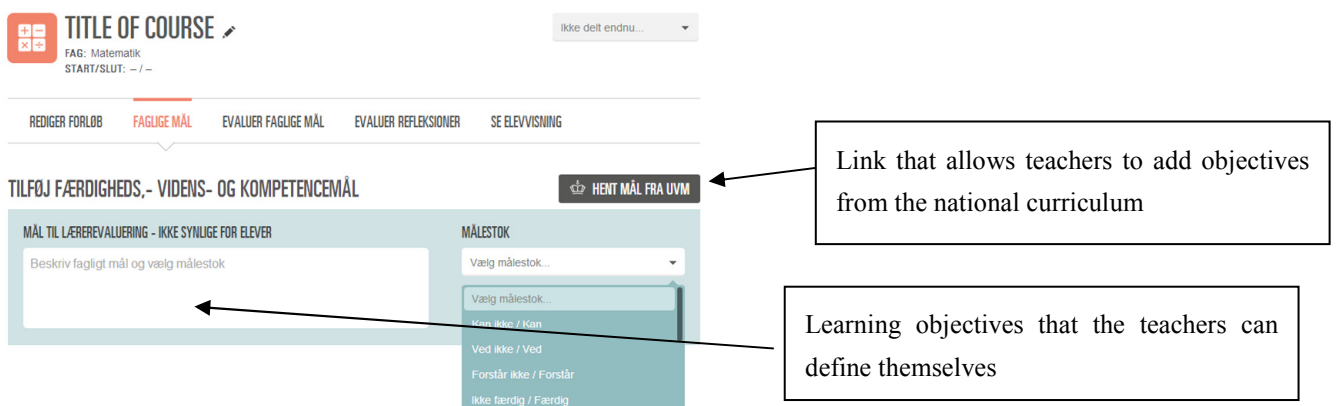 TITLE OF COURSE
FAG: Matematik
START/SLUT: – / –
Ikke delt endnu...
REDIGER FORLØB
FAGLIGE MÅL
EVALUER FAGLIGE MÅL
EVALUER REFLEKSIONER
SE ELEVVISNING
TILFØJ FÆRDIGHEDS,- VIDENS- OG KOMPETENCEMÅL
HENT MÅL FRA UVM
MÅL TIL LÆREREVALUERING - IKKE SYNLIGE FOR ELEVER
Beskriv fagligt mål og vælg målestok
MÅLESTOK
Vælg målestok...
Vælg målestok...
Kan ikke / Kan
Ved ikke / Ved
Forstår ikke / Forstår
Ikke færdig / Færdig
Link that allows teachers to add objectives
from the national curriculum
Learning objectives that the teachers can
define themselves